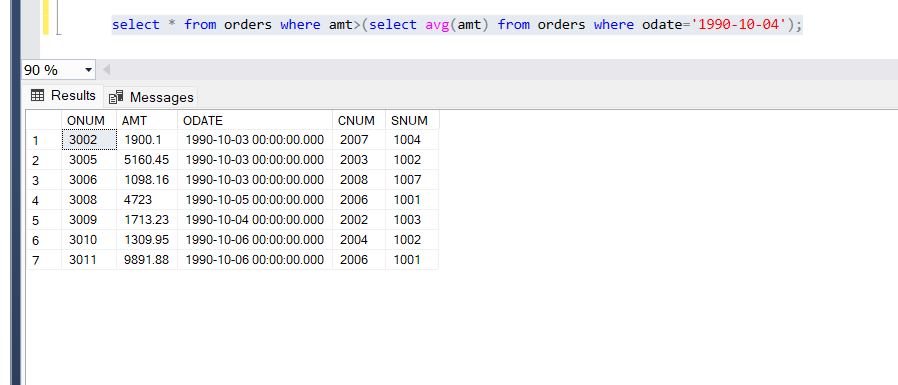 select * from orders where amt>(select avg(amt) from orders where odate='1990-10-04');
90 %
Results Messages
ONUM AMT ODATE CNUM SNUM
1 3002 1900.1 1990-10-03 00:00:00.000 2007 1004
2 3005 5160.45 1990-10-03 00:00:00.000 2003 1002
3 3006 1098.16 1990-10-03 00:00:00.000 2008 1007
4 3008 4723 1990-10-05 00:00:00.000 2006 1001
5 3009 1713.23 1990-10-04 00:00:00.000 2002 1003
6 3010 1309.95 1990-10-06 00:00:00.000 2004 1002
7 3011 9891.88 1990-10-06 00:00:00.000 2006 1001